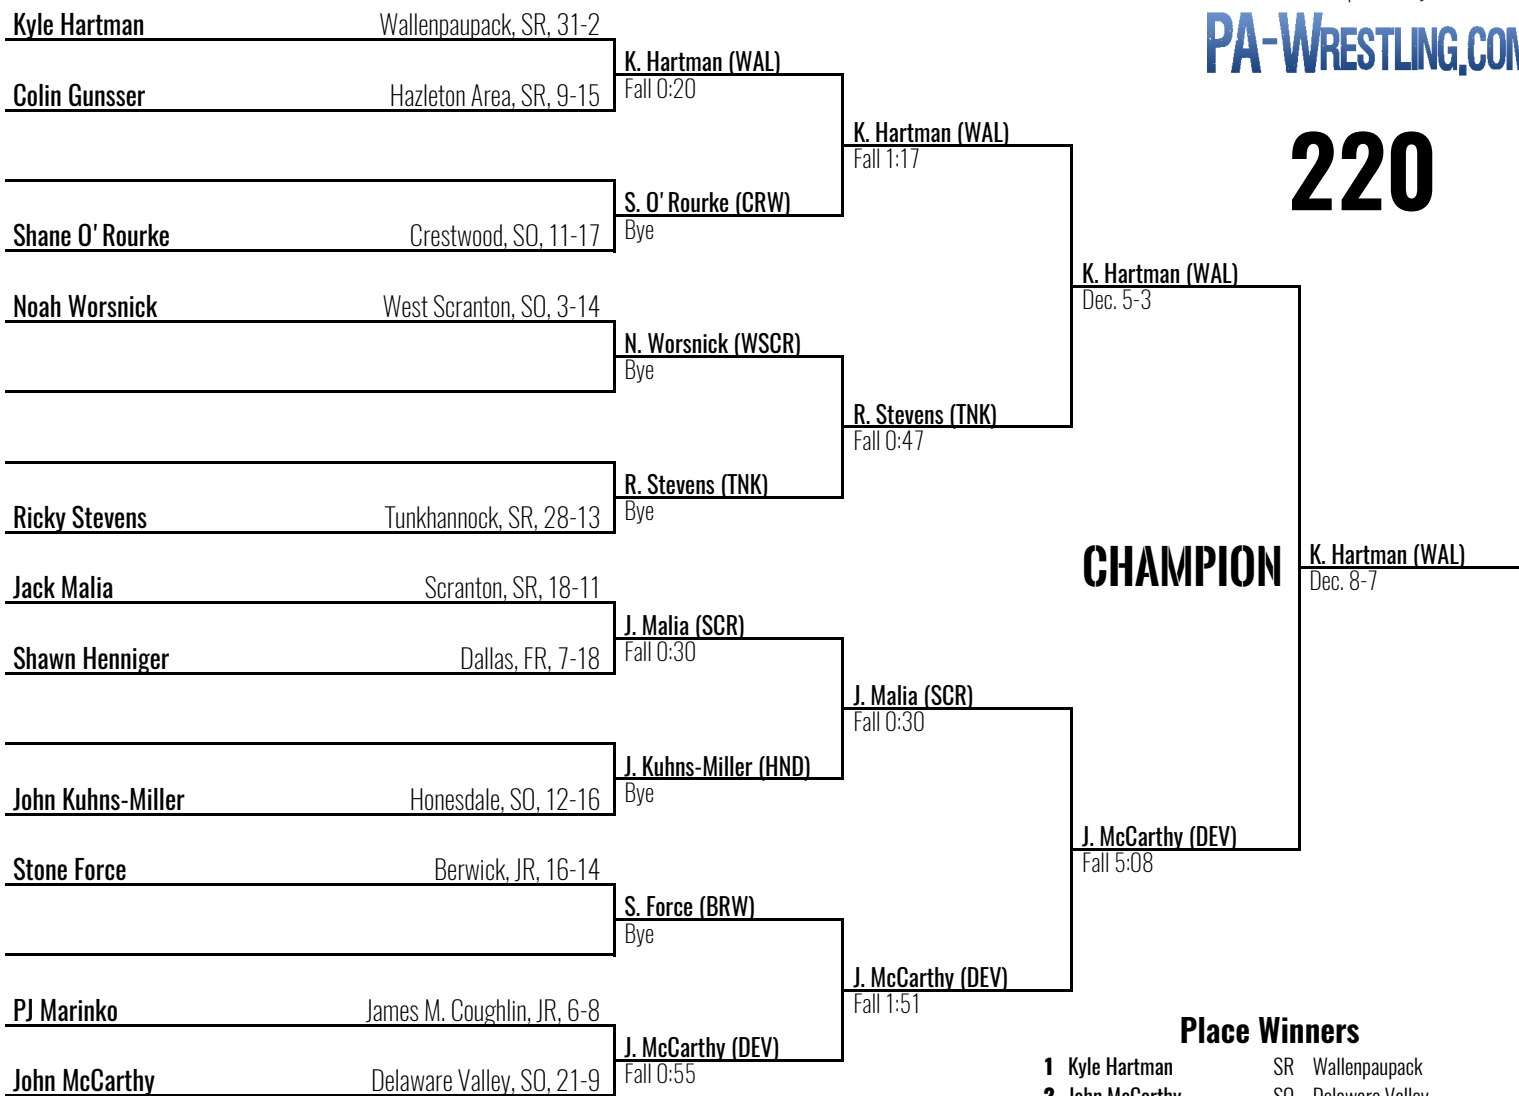 Kyle Hartman Wallenpaupack, SR, 31-2
K. Hartman (WAL)
Fall 0:20
Colin Gunsser Hazleton Area, SR, 9-15
K. Hartman (WAL)
Fall 1:17
S. O'Rourke (CRW)
Bye
Shane O'Rourke Crestwood, SO, 11-17
K. Hartman (WAL)
Dec. 5-3
Noah Worsnick West Scranton, SO, 3-14
N. Worsnick (WSCR)
Bye
R. Stevens (TNK)
Fall 0:47
R. Stevens (TNK)
Bye
Ricky Stevens Tunkhannock, SR, 28-13
CHAMPION
K. Hartman (WAL)
Dec. 8-7
Jack Malia Scranton, SR, 18-11
J. Malia (SCR)
Fall 0:30
Shawn Henniger Dallas, FR, 7-18
J. Malia (SCR)
Fall 0:30
J. Kuhns-Miller (HND)
Bye
John Kuhns-Miller Honesdale, SO, 12-16
J. McCarthy (DEV)
Fall 5:08
Stone Force Berwick, JR, 16-14
S. Force (BRW)
Bye
J. McCarthy (DEV)
Fall 1:51
PJ Marinko James M. Coughlin, JR, 6-8
J. McCarthy (DEV)
Fall 0:55
John McCarthy Delaware Valley, SO, 21-9
PA-WRESTLING.COM
220
Place Winners
1 Kyle Hartman SR Wallenpaupack
2 John McCarthy SO Delaware Valley